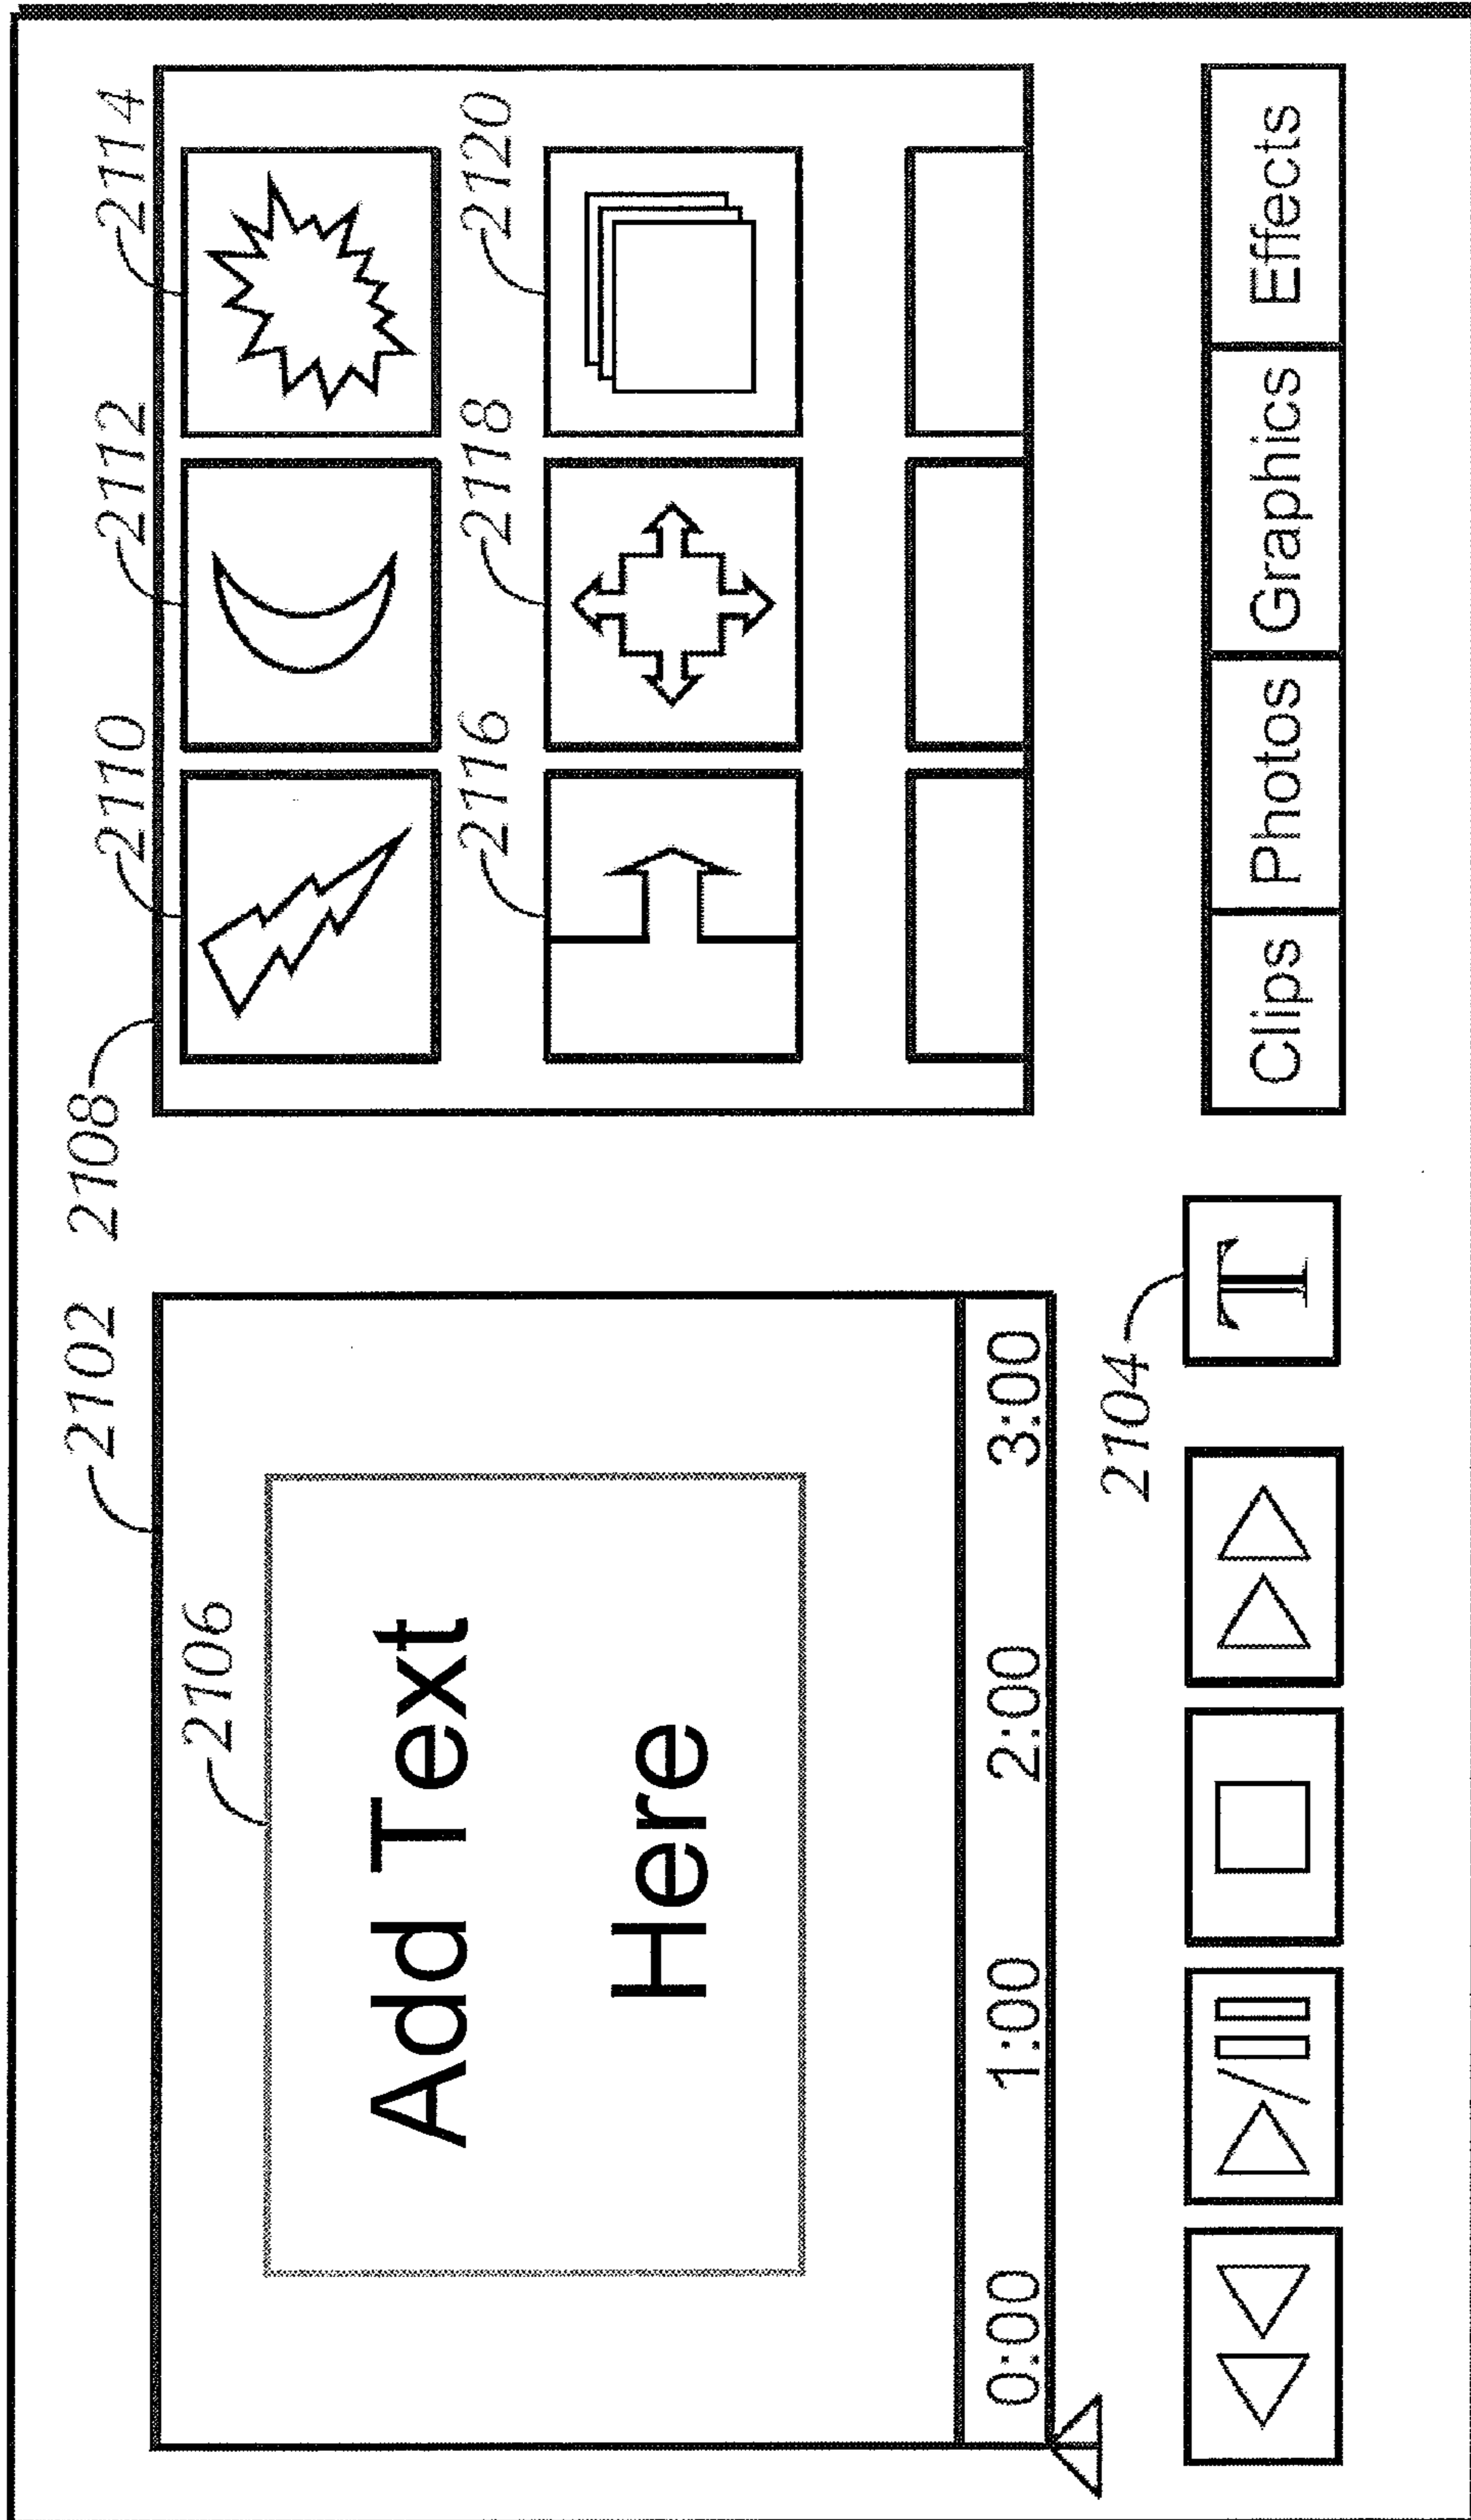 2102
2108
2110
2112
2114
2106
Add Text
Here
2116
2118
2120
0:00 1:00 2:00 3:00
2104
T
Clips Photos Graphics Effects